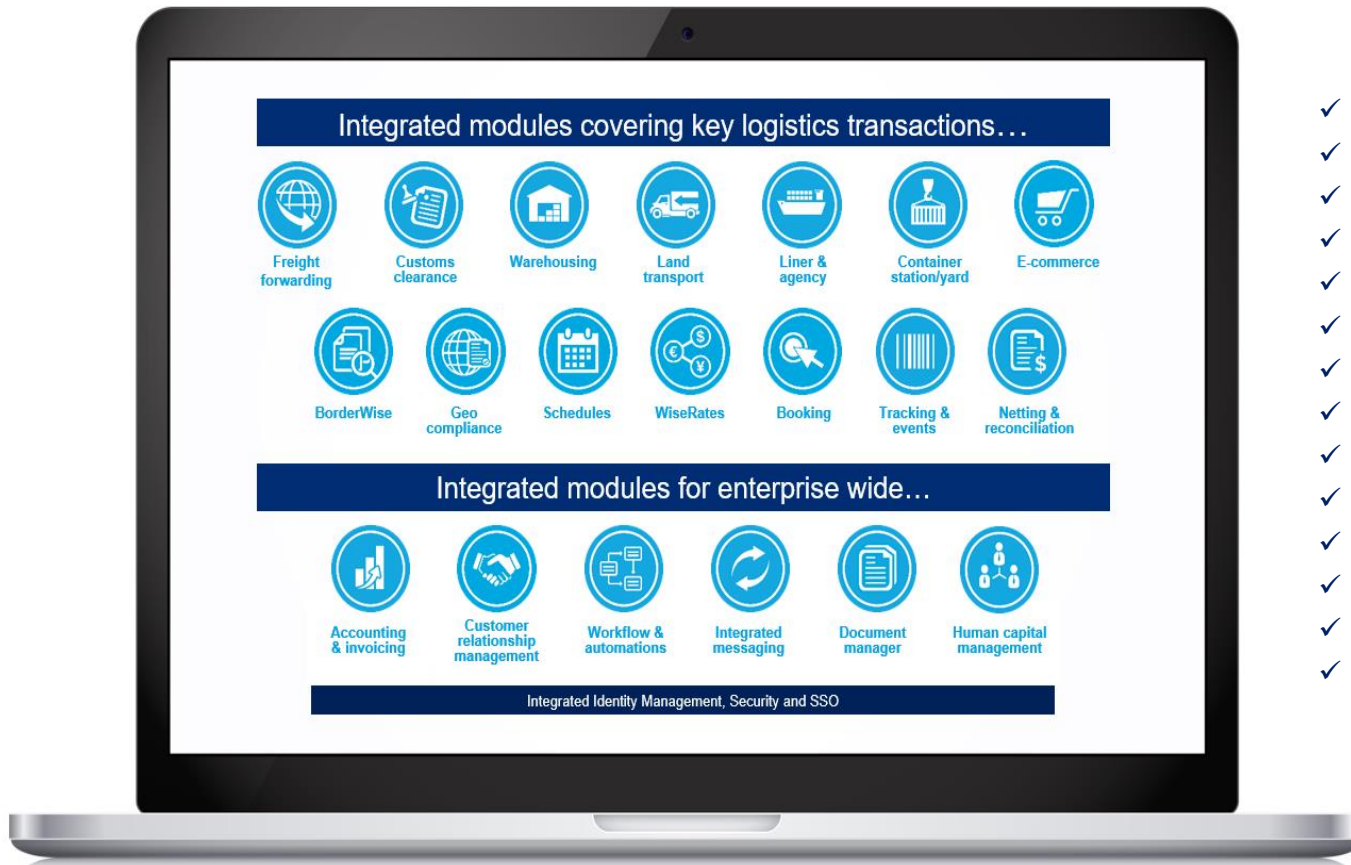 Integrated modules covering key logistics transactions…
Freight
forwarding
Customs
clearance
Warehousing
Land
transport
Liner &
agency
Container
station/yard
E-commerce
BorderWise
Geo
compliance
Schedules
WiseRates
Booking
Tracking &
events
Netting &
reconciliation
Integrated modules for enterprise wide…
Accounting
& invoicing
Customer
relationship
management
Workflow &
automations
Integrated
messaging
Document
manager
Human capital
management
Integrated Identity Management, Security and SSO